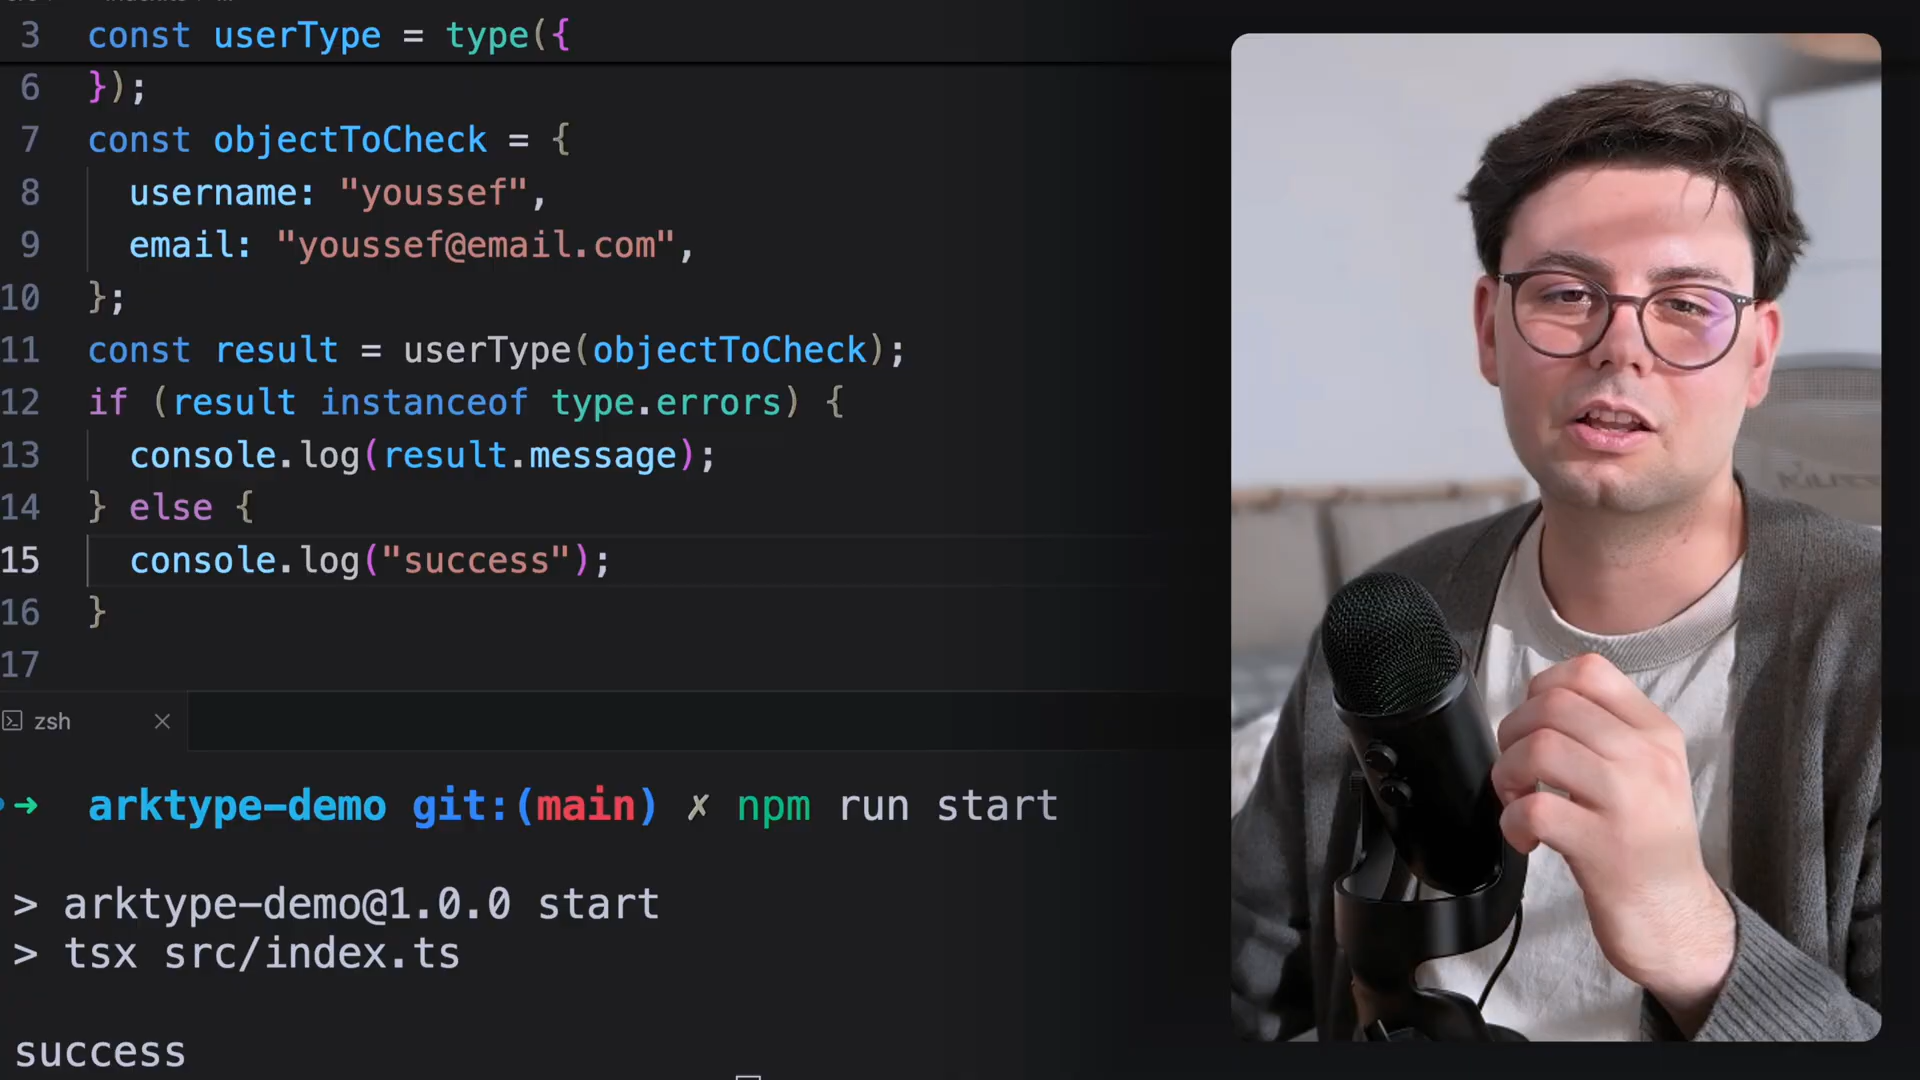 3 const userType = type({
6 });
7 const objectToCheck = {
8 username: "youssef",
9 email: "youssef@email.com",
10 };
11 const result = userType(objectToCheck);
12 if (result instanceof type.errors) {
13 console.log(result.message);
14 } else {
15 console.log("success");
16 }
17
zsh ×
➜ arktype-demo git:(main) ✗ npm run start
> arktype-demo@1.0.0 start
> tsx src/index.ts
success